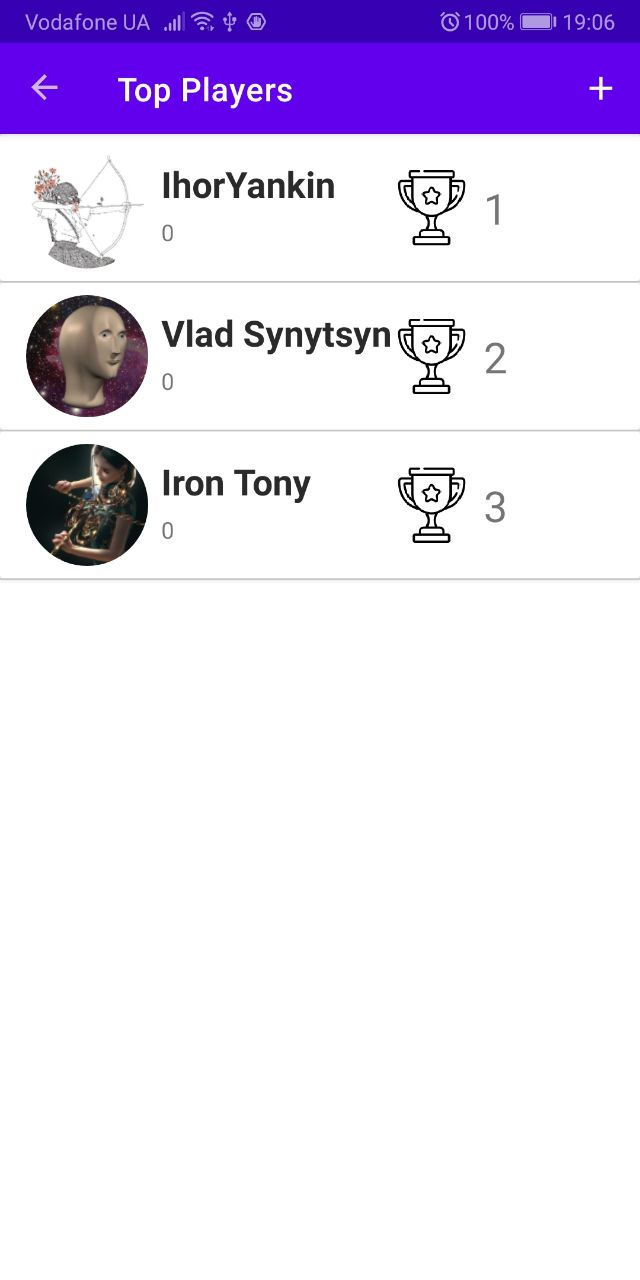 Vodafone UA 100% 19:06
Top Players +
IhorYankin
0
1
Vlad Synytsyn
0
2
Iron Tony
0
3